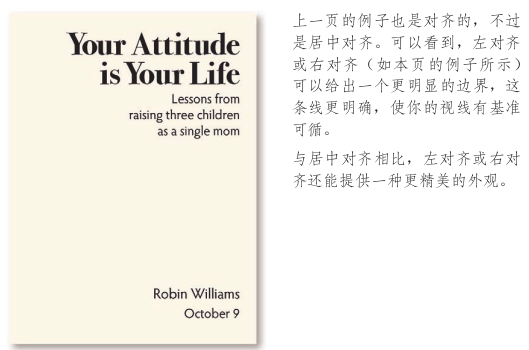 Your Attitude
is Your Life
Lessons from
raising three children
as a single mom
Robin Williams
October 9
上一页的例子也是对齐的，不过
是居中对齐。可以看到，左对齐
或右对齐（如本页的例子所示）
可以给出一个更明显的边界，这
条线更明确，使你的视线有基准
可循。
与居中对齐相比，左对齐或右对
齐还能提供一种更精美的外观。